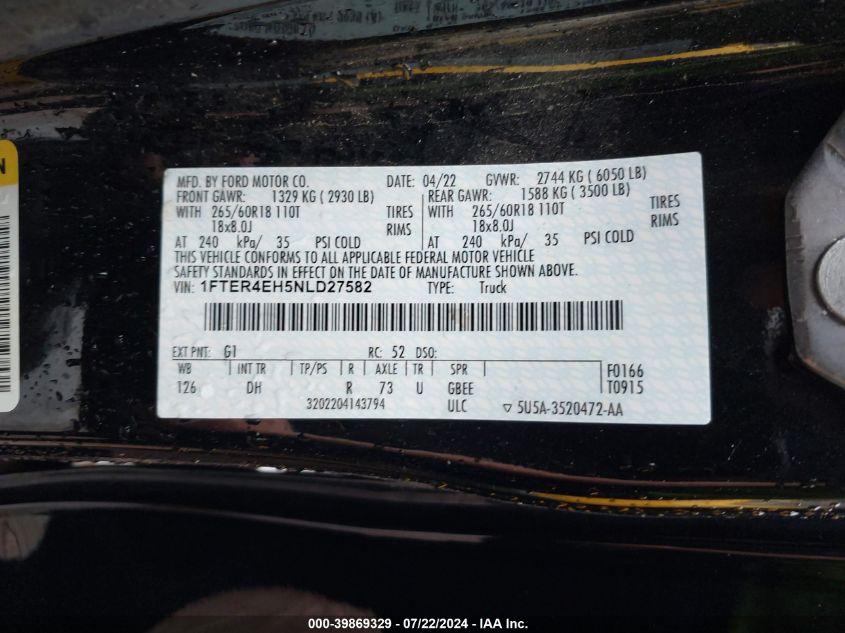 MFD. BY FORD MOTOR CO. DATE: 04/22 GVWR: 2744 KG ( 6050 LB)
FRONT GAWR: 1329 KG ( 2930 LB) REAR GAWR: 1588 KG ( 3500 LB)
WITH 265/60R18 110T TIRES WITH 265/60R18 110T TIRES
18x8.0J RIMS 18x8.0J RIMS
AT 240 kPa/ 35 PSI COLD AT 240 kPa/ 35 PSI COLD
THIS VEHICLE CONFORMS TO ALL APPLICABLE FEDERAL MOTOR VEHICLE
SAFETY STANDARDS IN EFFECT ON THE DATE OF MANUFACTURE SHOWN ABOVE.
VIN: 1FTER4EH5NLD27582 TYPE: Truck
EXT PNT: G1 RC: 52 DSO:
WB INT TR TP/PS R AXLE TR SPR F0166
126 DH R 73 U GBEE T0915
3202204143794 ULC ▽ 5U5A-3520472-AA
N
000-39869329 / 07/22/2024 - IAA Inc.